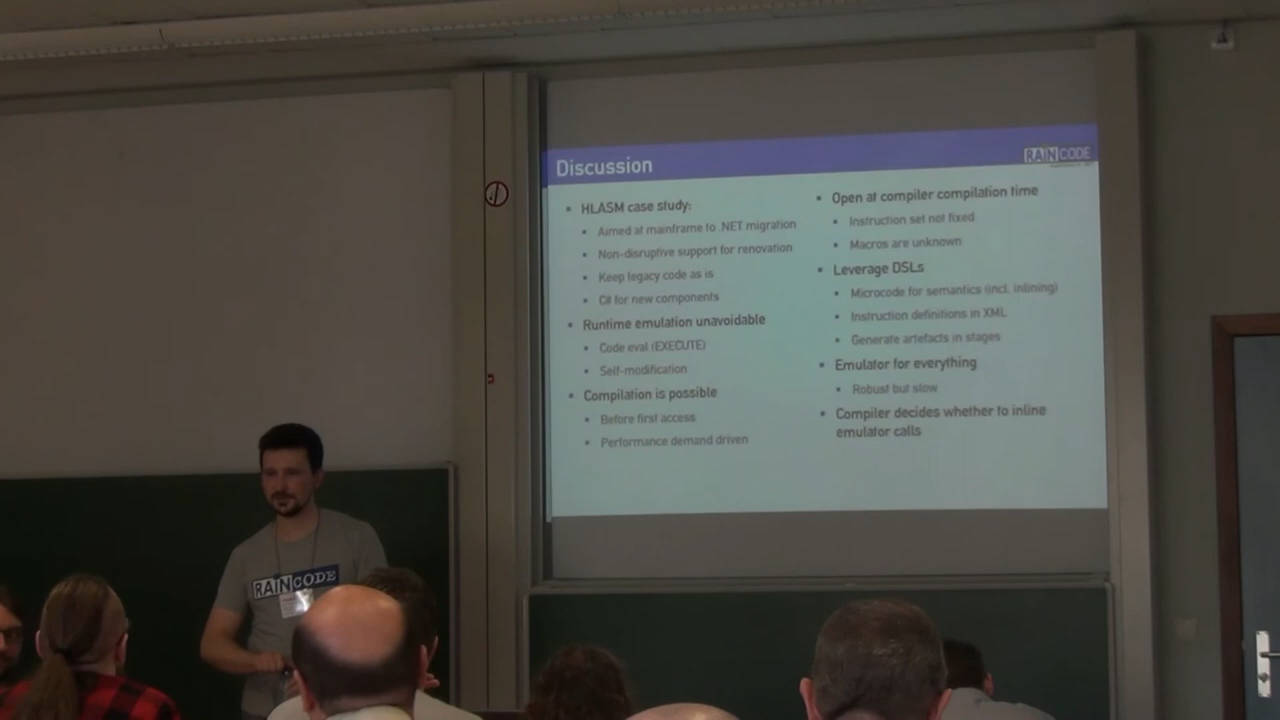 Discussion
RAINCODE
HLASM case study:
Aimed at mainframe to .NET migration
Non-disruptive support for renovation
Keep legacy code as is
C# for new components
Runtime emulation unavoidable
Code eval (EXECUTE)
Self-modification
Compilation is possible
Before first access
Performance demand driven
Open at compiler compilation time
Instruction set not fixed
Macros are unknown
Leverage DSLs
Microcode for semantics (incl. inlining)
Instruction definitions in XML
Generate artefacts in stages
Emulator for everything
Robust but slow
Compiler decides whether to inline
emulator calls
RAINCODE